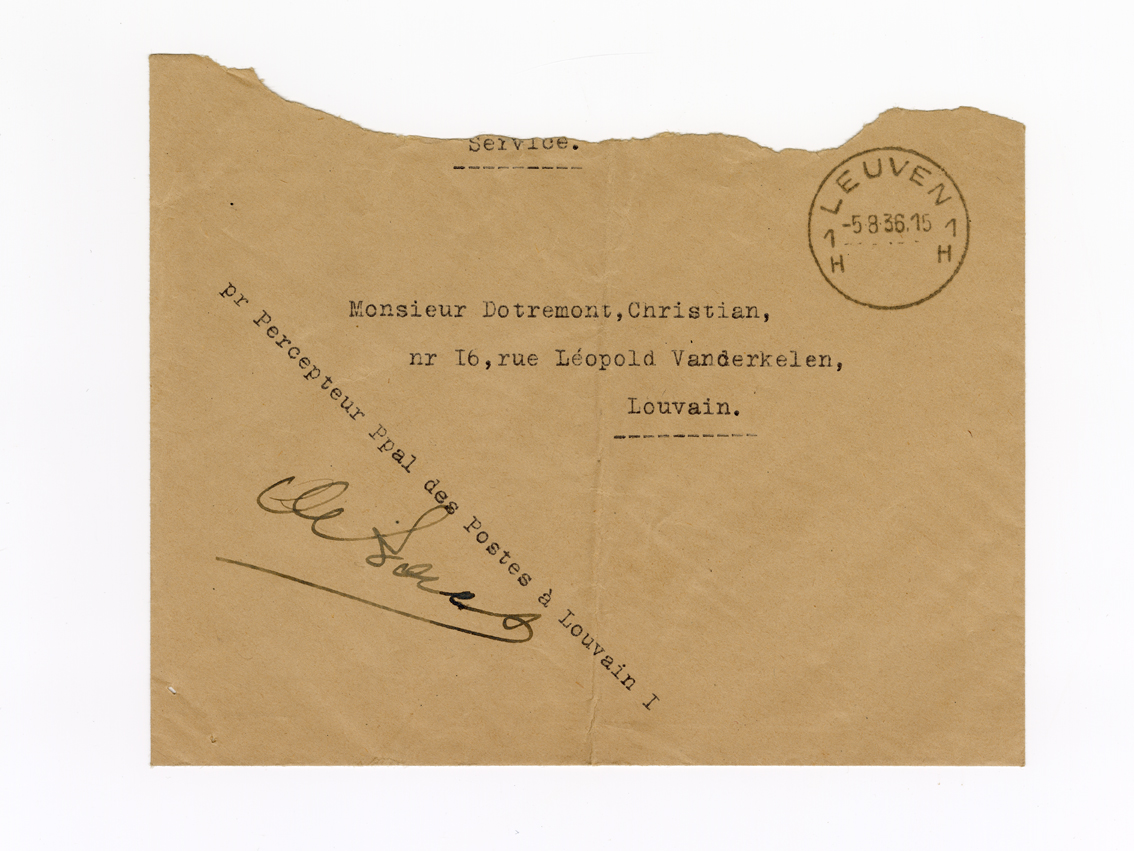 Service.
LEUVEN
1 -5.8.36.15 1
H H
Monsieur Dotremont,Christian,
nr I6,rue Léopold Vanderkelen,
Louvain.
pr Percepteur Ppal des Postes à Louvain I